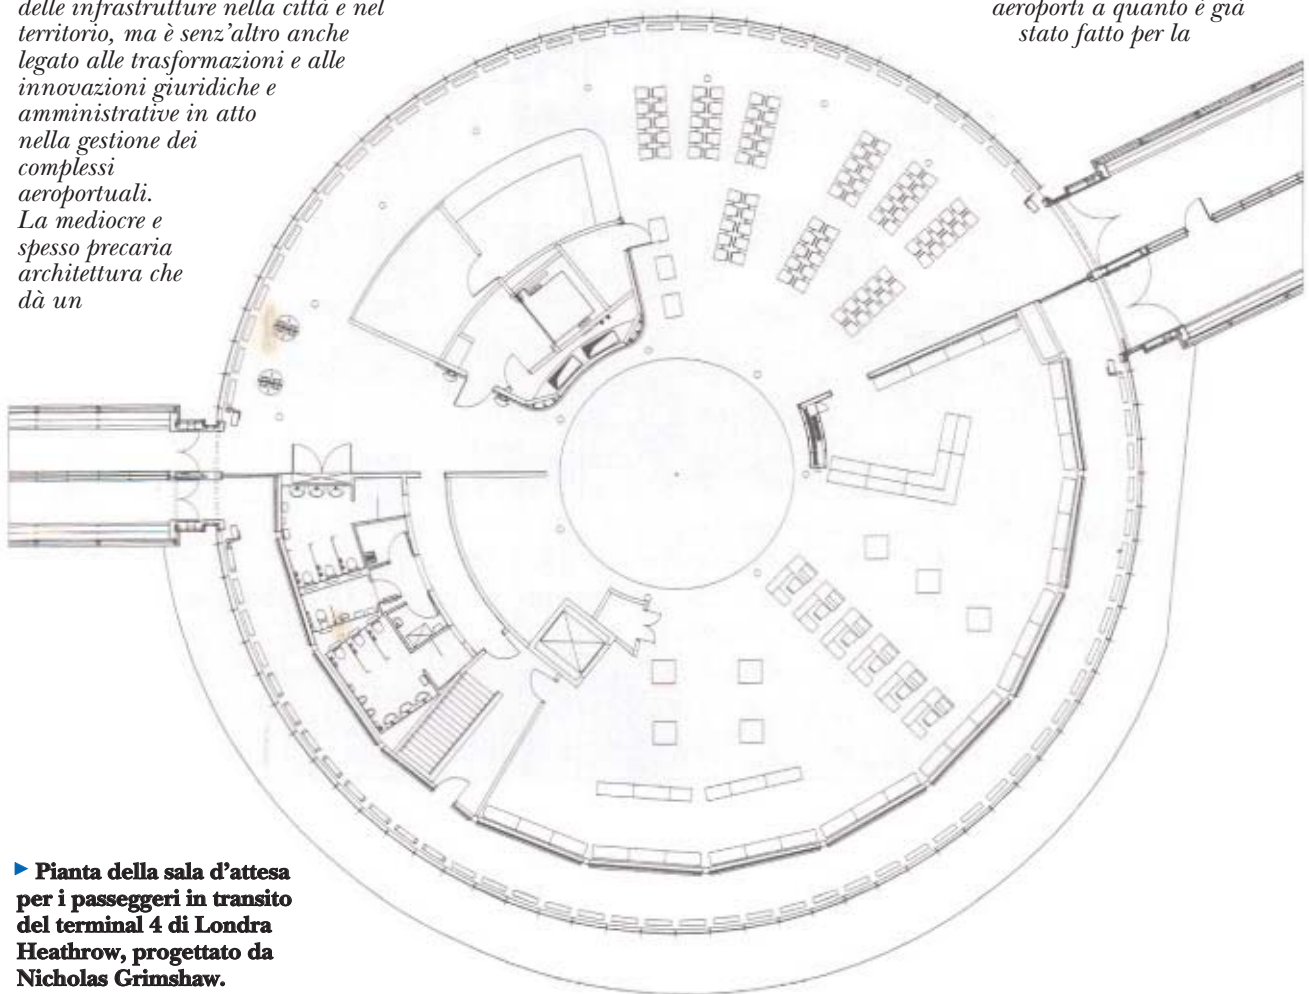 delle infrastrutture nella città e nel
territorio, ma è senz'altro anche
legato alle trasformazioni e alle
innovazioni giuridiche e
amministrative in atto
nella gestione dei
complessi
aeroportuali.
La mediocre e
spesso precaria
architettura che
dà un
aeroporti a quanto è già
stato fatto per la
Pianta della sala d'attesa
per i passeggeri in transito
del terminal 4 di Londra
Heathrow, progettato da
Nicholas Grimshaw.